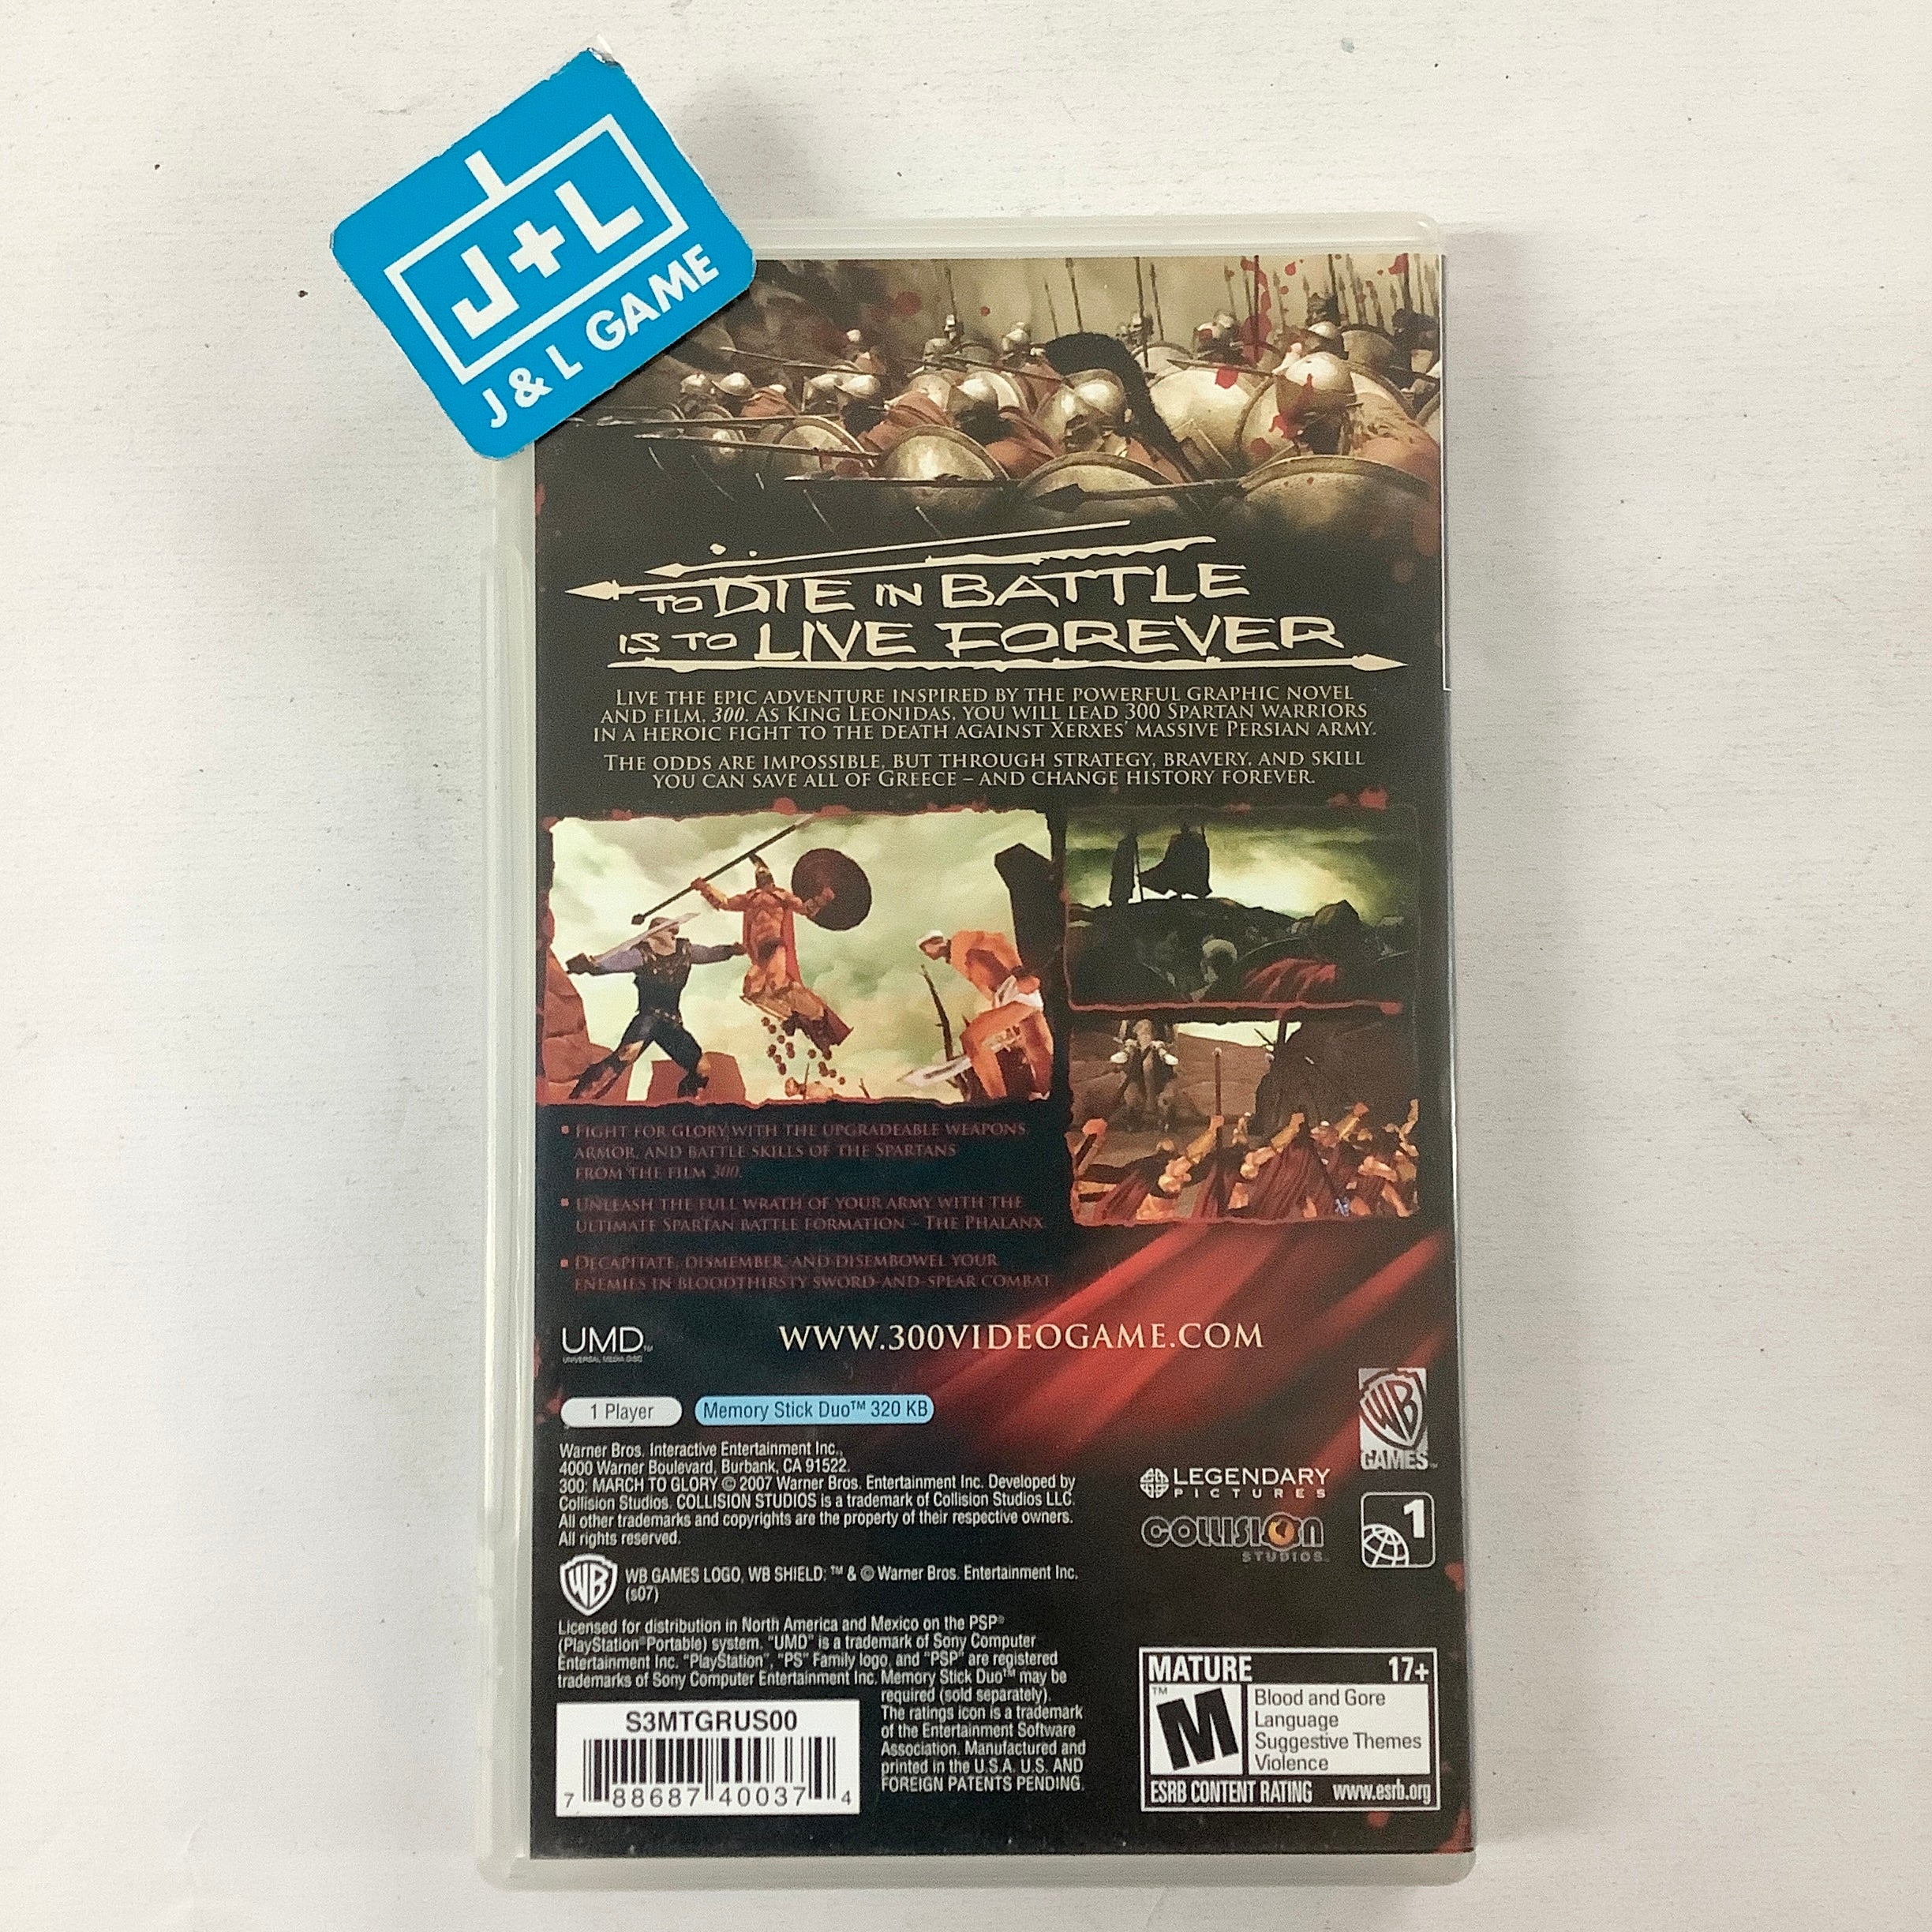 J+L
J & L GAME
TO DIE IN BATTLE
IS TO LIVE FOREVER
LIVE THE EPIC ADVENTURE INSPIRED BY THE POWERFUL GRAPHIC NOVEL
AND FILM, 300. AS KING LEONIDAS, YOU WILL LEAD 300 SPARTAN WARRIORS
IN A HEROIC FIGHT TO THE DEATH AGAINST XERXES' MASSIVE PERSIAN ARMY.
THE ODDS ARE IMPOSSIBLE, BUT THROUGH STRATEGY, BRAVERY, AND SKILL
YOU CAN SAVE ALL OF GREECE – AND CHANGE HISTORY FOREVER.
▪ FIGHT FOR GLORY WITH THE UPGRADEABLE WEAPONS,
ARMOR, AND BATTLE SKILLS OF THE SPARTANS
FROM THE FILM 300.
▪ UNLEASH THE FULL WRATH OF YOUR ARMY WITH THE
ULTIMATE SPARTAN BATTLE FORMATION – THE PHALANX.
▪ DECAPITATE, DISMEMBER, AND DISEMBOWEL YOUR
ENEMIES IN BLOODTHIRSTY SWORD-AND-SPEAR COMBAT.
UMD™
UNIVERSAL MEDIA DISC
WWW.300VIDEOGAME.COM
1 Player
Memory Stick Duo™ 320 KB
WB
GAMES™
Warner Bros. Interactive Entertainment Inc.,
4000 Warner Boulevard, Burbank, CA 91522.
300: MARCH TO GLORY © 2007 Warner Bros. Entertainment Inc. Developed by
Collision Studios. COLLISION STUDIOS is a trademark of Collision Studios LLC.
All other trademarks and copyrights are the property of their respective owners.
All rights reserved.
LEGENDARY
PICTURES
COLLISION
STUDIOS™
1
WB
WB GAMES LOGO, WB SHIELD: ™ & © Warner Bros. Entertainment Inc.
(s07)
Licensed for distribution in North America and Mexico on the PSP®
(PlayStation®Portable) system. "UMD" is a trademark of Sony Computer
Entertainment Inc. "PlayStation", "PS" Family logo, and "PSP" are registered
trademarks of Sony Computer Entertainment Inc. Memory Stick Duo™ may be
required (sold separately).
The ratings icon is a trademark
of the Entertainment Software
Association. Manufactured and
printed in the U.S.A. U.S. AND
FOREIGN PATENTS PENDING.
S3MTGRUS00
7 88687 40037 4
MATURE 17+
M
™
Blood and Gore
Language
Suggestive Themes
Violence
ESRB CONTENT RATING www.esrb.org